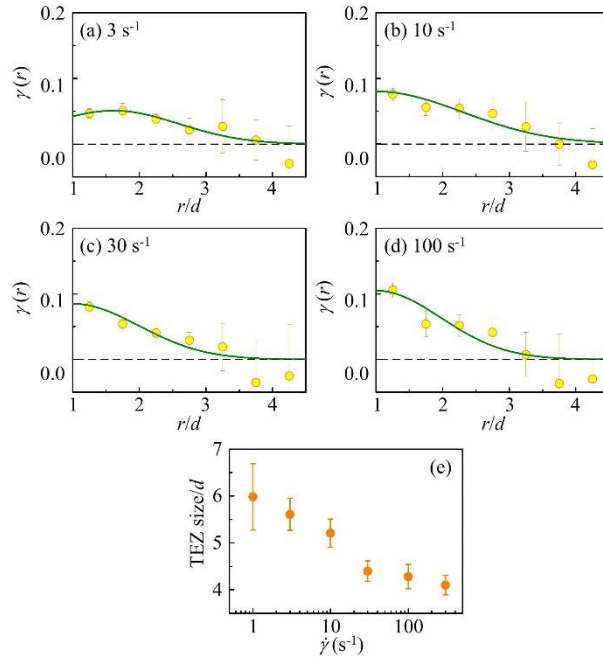 (a) 3 s⁻¹
(b) 10 s⁻¹
0.2
0.1
0.0
γ(r)
1 2 3 4
r/d
0.2
0.1
0.0
γ(r)
1 2 3 4
r/d
(c) 30 s⁻¹
(d) 100 s⁻¹
0.2
0.1
0.0
γ(r)
1 2 3 4
r/d
0.2
0.1
0.0
γ(r)
1 2 3 4
r/d
(e)
7
6
5
4
TEZ size/d
1 10 100
γ̇ (s⁻¹)